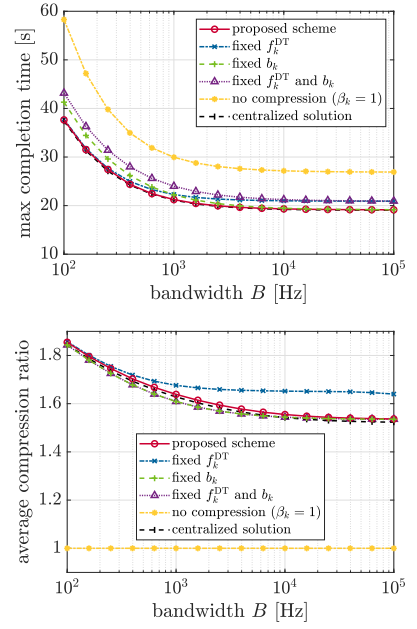 max completion time [s]
60
50
40
30
20
10
proposed scheme
fixed f_k^DT
fixed b_k
fixed f_k^DT and b_k
no compression (β_k = 1)
centralized solution
10^2
10^3
10^4
10^5
bandwidth B [Hz]
average compression ratio
1.8
1.6
1.4
1.2
1
proposed scheme
fixed f_k^DT
fixed b_k
fixed f_k^DT and b_k
no compression (β_k = 1)
centralized solution
10^2
10^3
10^4
10^5
bandwidth B [Hz]